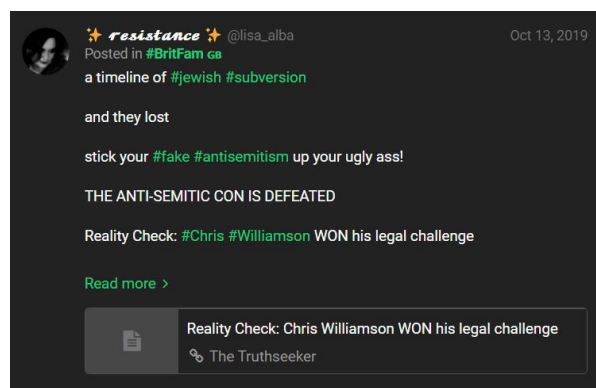 ✨ resistance ✨ @lisa_alba Oct 13, 2019
Posted in #BritFam GB
a timeline of #jewish #subversion
and they lost
stick your #fake #antisemitism up your ugly ass!
THE ANTI-SEMITIC CON IS DEFEATED
Reality Check: #Chris #Williamson WON his legal challenge
Read more >
Reality Check: Chris Williamson WON his legal challenge
The Truthseeker